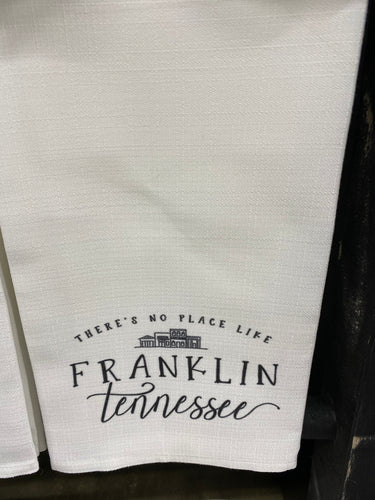 THERE'S NO PLACE LIKE
FRANKLIN
tennessee